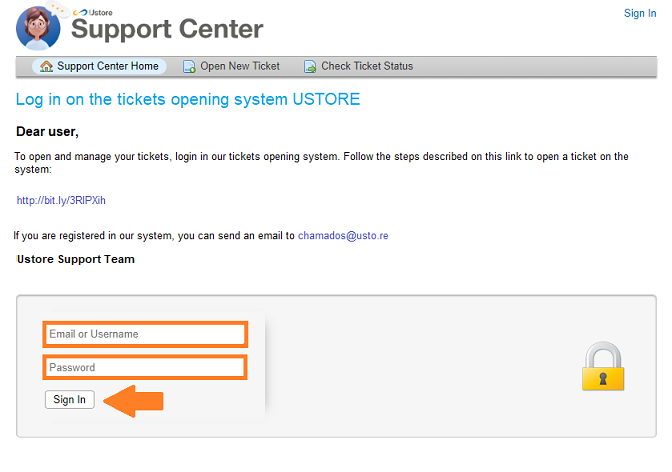 Sign In
Ustore
Support Center
Support Center Home
Open New Ticket
Check Ticket Status
Log in on the tickets opening system USTORE
Dear user,
To open and manage your tickets, login in our tickets opening system. Follow the steps described on this link to open a ticket on the
system:
http://bit.ly/3RlPXih
If you are registered in our system, you can send an email to chamados@usto.re
Ustore Support Team
Email or Username
Password
Sign In